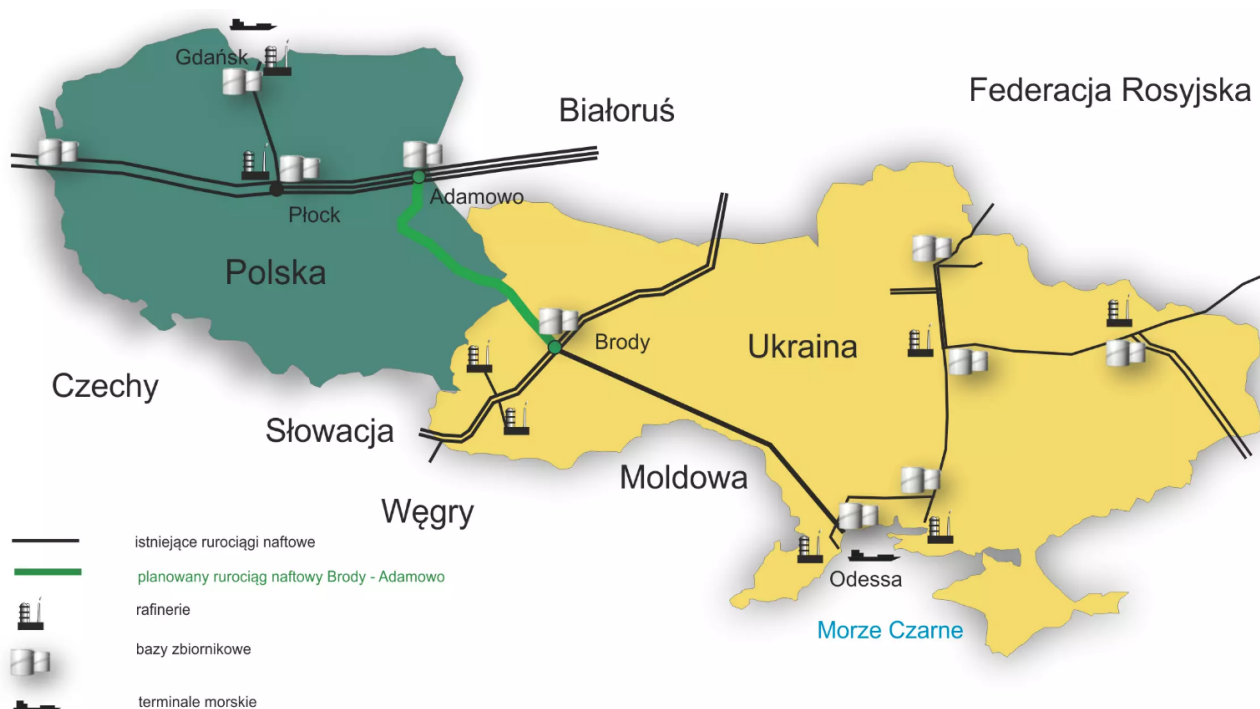 Gdańsk
Federacja Rosyjska
Białoruś
Adamowo
Płock
Polska
Brody
Ukraina
Czechy
Słowacja
Moldowa
Węgry
Odessa
Morze Czarne
istniejące rurociągi naftowe
planowany rurociąg naftowy Brody - Adamowo
rafinerie
bazy zbiornikowe
terminale morskie